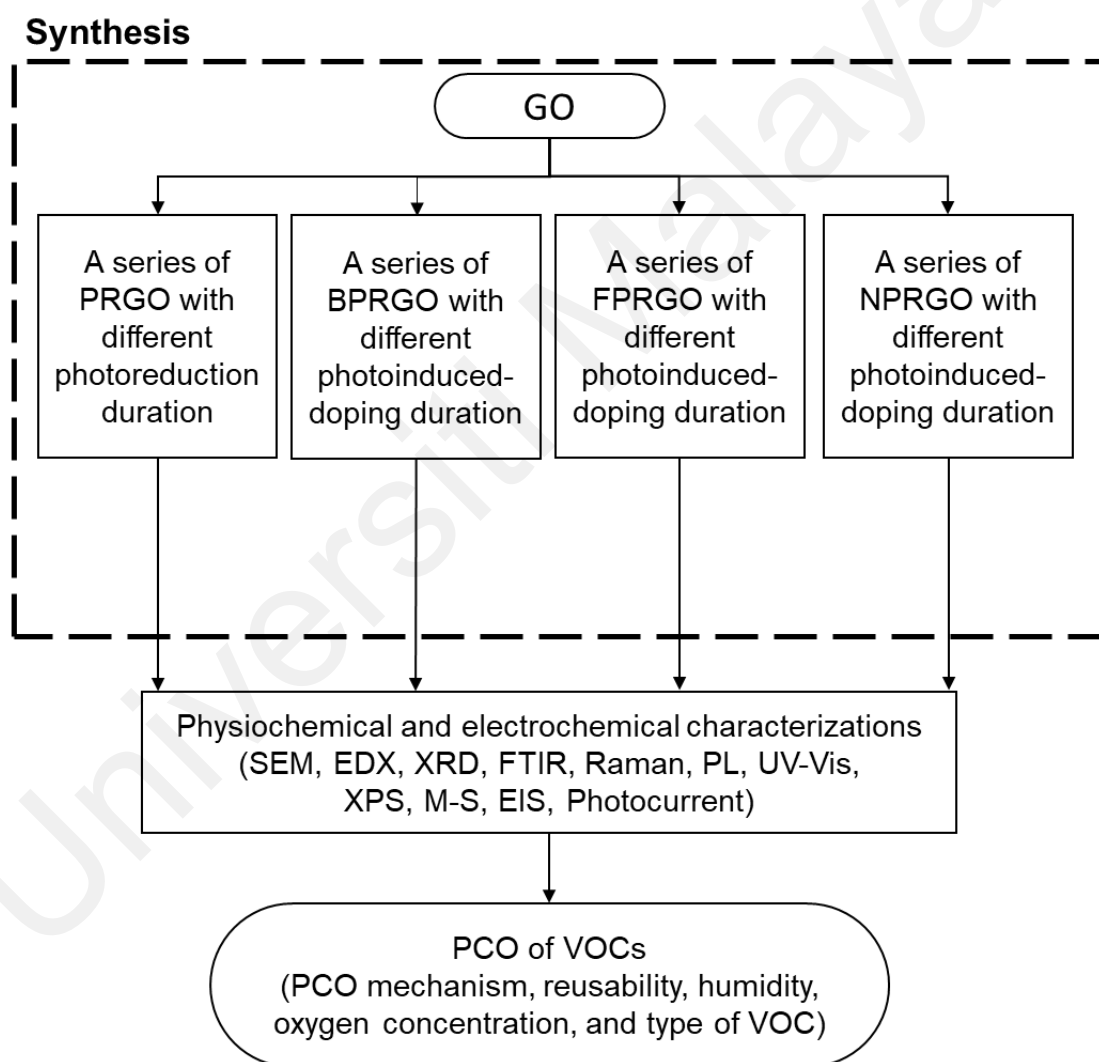 Synthesis
GO
A series of
PRGO with
different
photoreduction
duration
A series of
BPRGO with
different
photoinduced-
doping duration
A series of
FPRGO with
different
photoinduced-
doping duration
A series of
NPRGO with
different
photoinduced-
doping duration
Physiochemical and electrochemical characterizations
(SEM, EDX, XRD, FTIR, Raman, PL, UV-Vis,
XPS, M-S, EIS, Photocurrent)
PCO of VOCs
(PCO mechanism, reusability, humidity,
oxygen concentration, and type of VOC)
Universiti Malaya